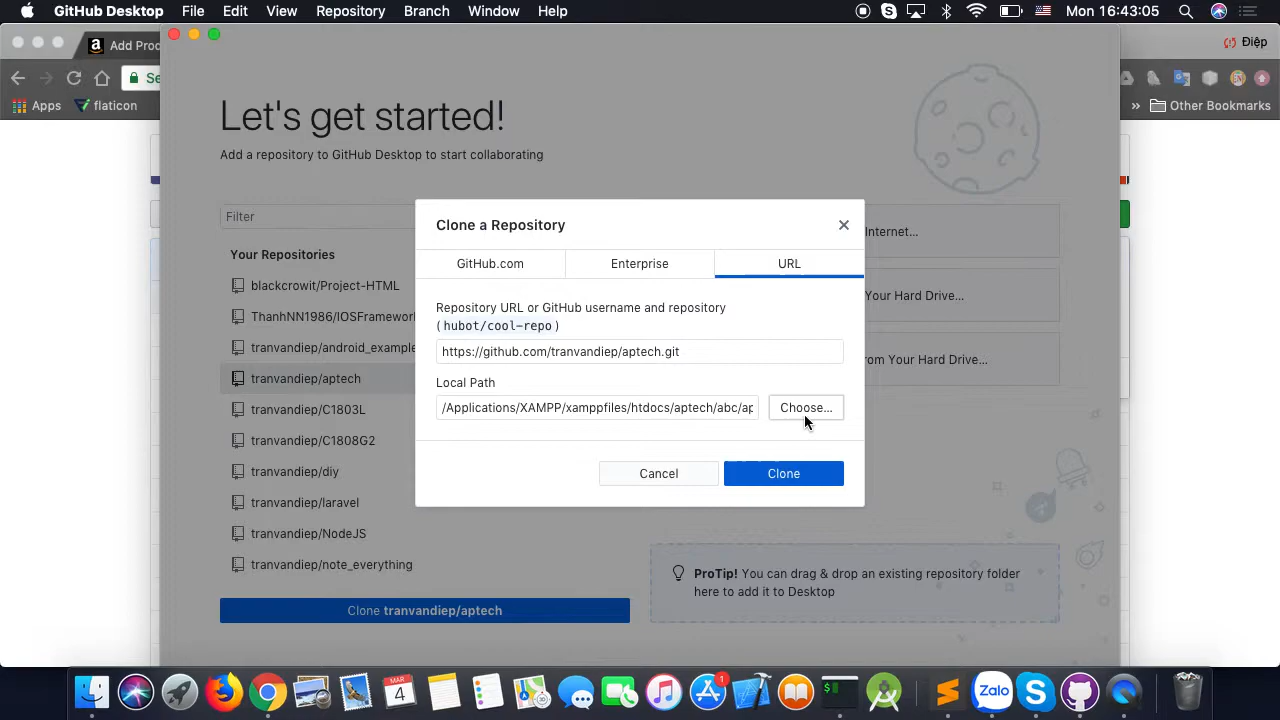 GitHub Desktop File Edit View Repository Branch Window Help Mon 16:43:05
Add Prod
Điệp
Se
Apps flaticon » Other Bookmarks
Let's get started!
Add a repository to GitHub Desktop to start collaborating
Filter
Your Repositories
blackcrowit/Project-HTML
ThanhNN1986/IOSFramework
tranvandiep/android_example
tranvandiep/aptech
tranvandiep/C1803L
tranvandiep/C1808G2
tranvandiep/diy
tranvandiep/laravel
tranvandiep/NodeJS
tranvandiep/note_everything
Clone tranvandiep/aptech
Internet...
Your Hard Drive...
om Your Hard Drive...
Clone a Repository
GitHub.com Enterprise URL
Repository URL or GitHub username and repository
(hubot/cool-repo)
https://github.com/tranvandiep/aptech.git
Local Path
/Applications/XAMPP/xamppfiles/htdocs/aptech/abc/ap
Choose...
Cancel Clone
ProTip! You can drag & drop an existing repository folder
here to add it to Desktop
MAR
4
1
Zalo